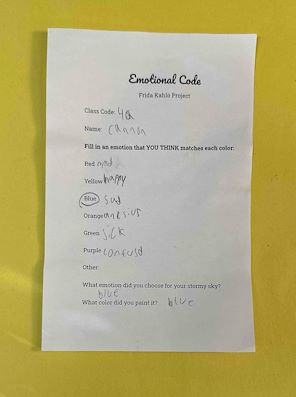 Emotional Code
Frida Kahlo Project
Class Code: 4a
Name: Cannon
Fill in an emotion that YOU THINK matches each color:
Red mad
Yellow happy
Blue Sad
Orange anksius
Green Sick
Purple confusd
Other:
What emotion did you choose for your stormy sky?
blue
What color did you paint it? blue